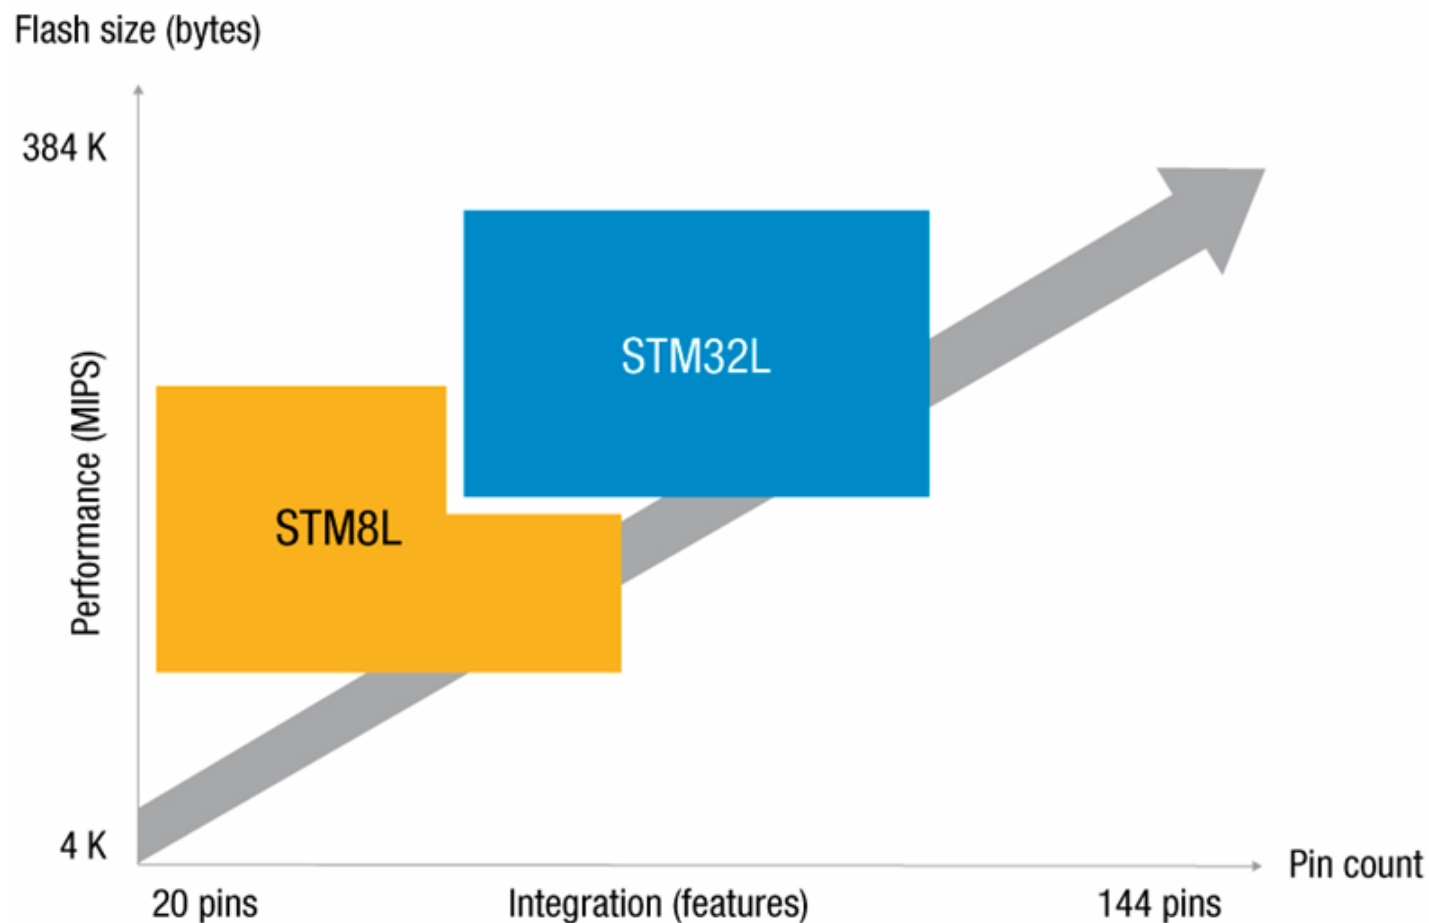 Flash size (bytes)
384 K
STM32L
Performance (MIPS)
STM8L
4 K
Pin count
20 pins
Integration (features)
144 pins